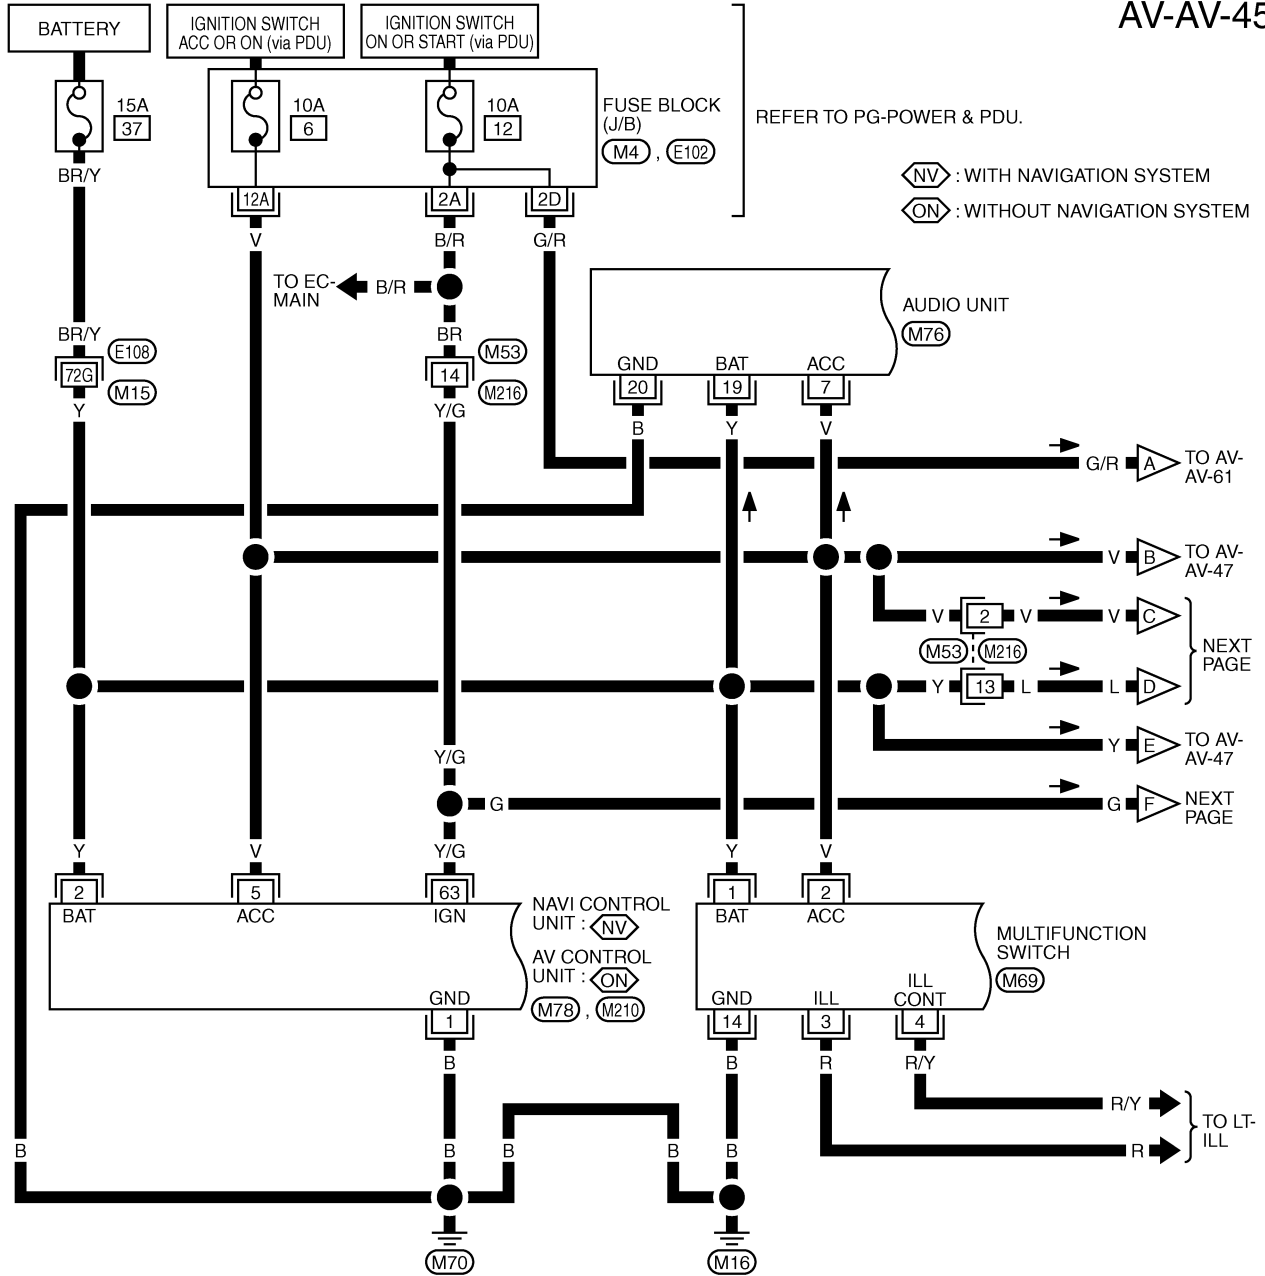 AV-AV-45
BATTERY
IGNITION SWITCH
ACC OR ON (via PDU)
IGNITION SWITCH
ON OR START (via PDU)
15A
37
10A
6
10A
12
FUSE BLOCK
(J/B)
M4 , E102
REFER TO PG-POWER & PDU.
NV : WITH NAVIGATION SYSTEM
ON : WITHOUT NAVIGATION SYSTEM
BR/Y
12A
2A
2D
V
B/R
G/R
TO EC-
MAIN
B/R
BR/Y
BR
E108
72G
M15
M53
14
M216
Y
Y/G
AUDIO UNIT
M76
GND
BAT
ACC
20
19
7
B
Y
V
G/R
A
TO AV-
AV-61
V
B
TO AV-
AV-47
V
2
V
V
C
M53
M216
NEXT
PAGE
Y
13
L
L
D
Y
E
TO AV-
AV-47
Y/G
G
G
F
NEXT
PAGE
Y
V
Y/G
Y
V
2
5
63
1
2
BAT
ACC
IGN
BAT
ACC
NAVI CONTROL
UNIT : NV
AV CONTROL
UNIT : ON
M78 , M210
MULTIFUNCTION
SWITCH
M69
GND
GND
ILL
ILL
CONT
1
14
3
4
B
B
R
R/Y
R/Y
R
TO LT-
ILL
B
B
B
B
B
M70
M16